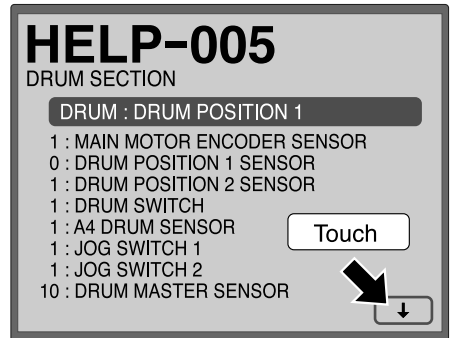 HELP-005
DRUM SECTION
DRUM : DRUM POSITION 1
1 : MAIN MOTOR ENCODER SENSOR
0 : DRUM POSITION 1 SENSOR
1 : DRUM POSITION 2 SENSOR
1 : DRUM SWITCH
1 : A4 DRUM SENSOR
1 : JOG SWITCH 1
1 : JOG SWITCH 2
10 : DRUM MASTER SENSOR
Touch
↓